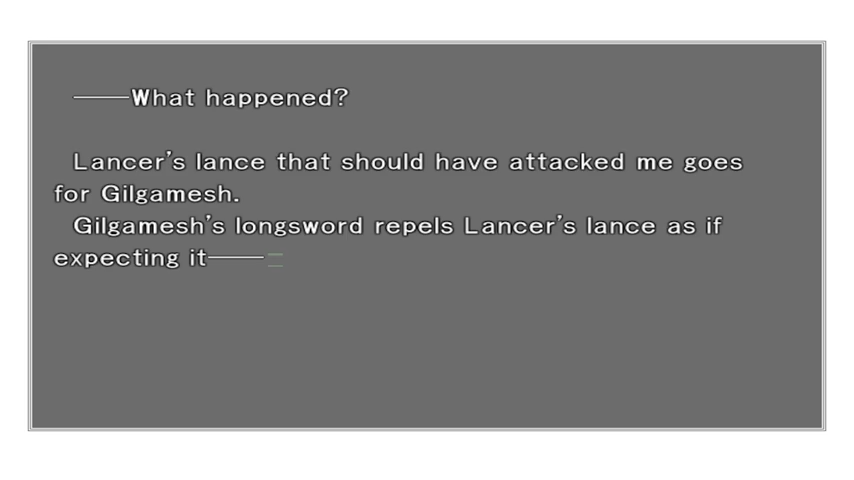 ——What happened?
Lancer's lance that should have attacked me goes
for Gilgamesh.
Gilgamesh's longsword repels Lancer's lance as if
expecting it——